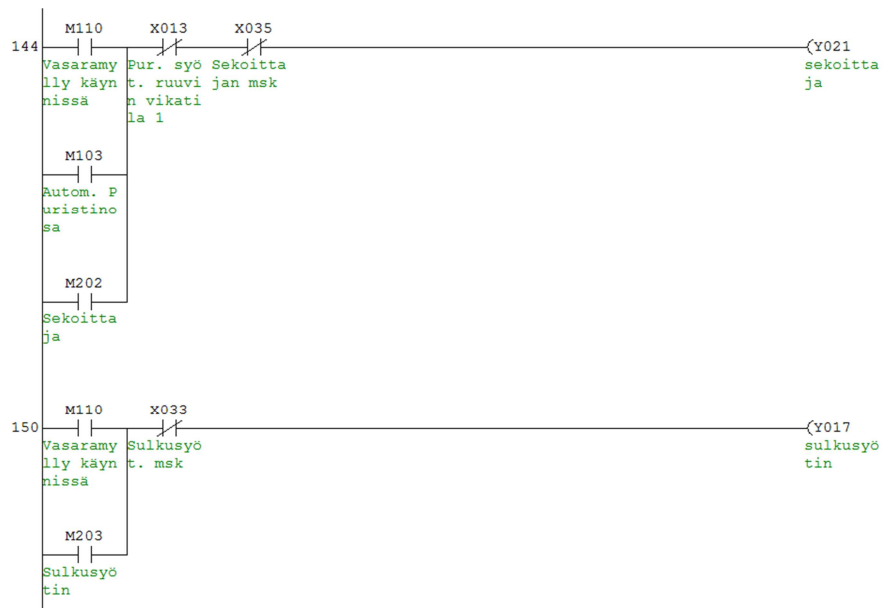 M110 X013 X035
144 (Y021
Vasaramy Pur. syö Sekoitta sekoitta
lly käyn t. ruuvi jan msk ja
nissä n vikati
la 1
M103
Autom. P
uristino
sa
M202
Sekoitta
ja
M110 X033
150 (Y017
Vasaramy Sulkusyö sulkusyö
lly käyn t. msk tin
nissä
M203
Sulkusyö
tin